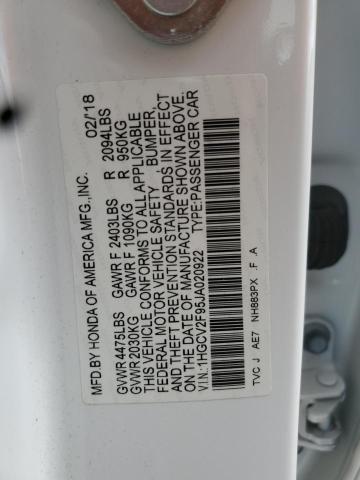 MFD.BY HONDA OF AMERICA MFG.,INC. 02/18
GVWR 4475LBS GAWR F 2403LBS R 2094LBS
GVWR 2030KG GAWR F 1090KG R 950KG
THIS VEHICLE CONFORMS TO ALL APPLICABLE
FEDERAL MOTOR VEHICLE SAFETY BUMPER,
AND THEFT PREVENTION STANDARDS IN EFFECT
ON THE DATE OF MANUFACTURE SHOWN ABOVE.
V.I.N.:1HGCV2F95JA020922 TYPE:PASSENGER CAR
TVC J AE7 NH883PX .F .A